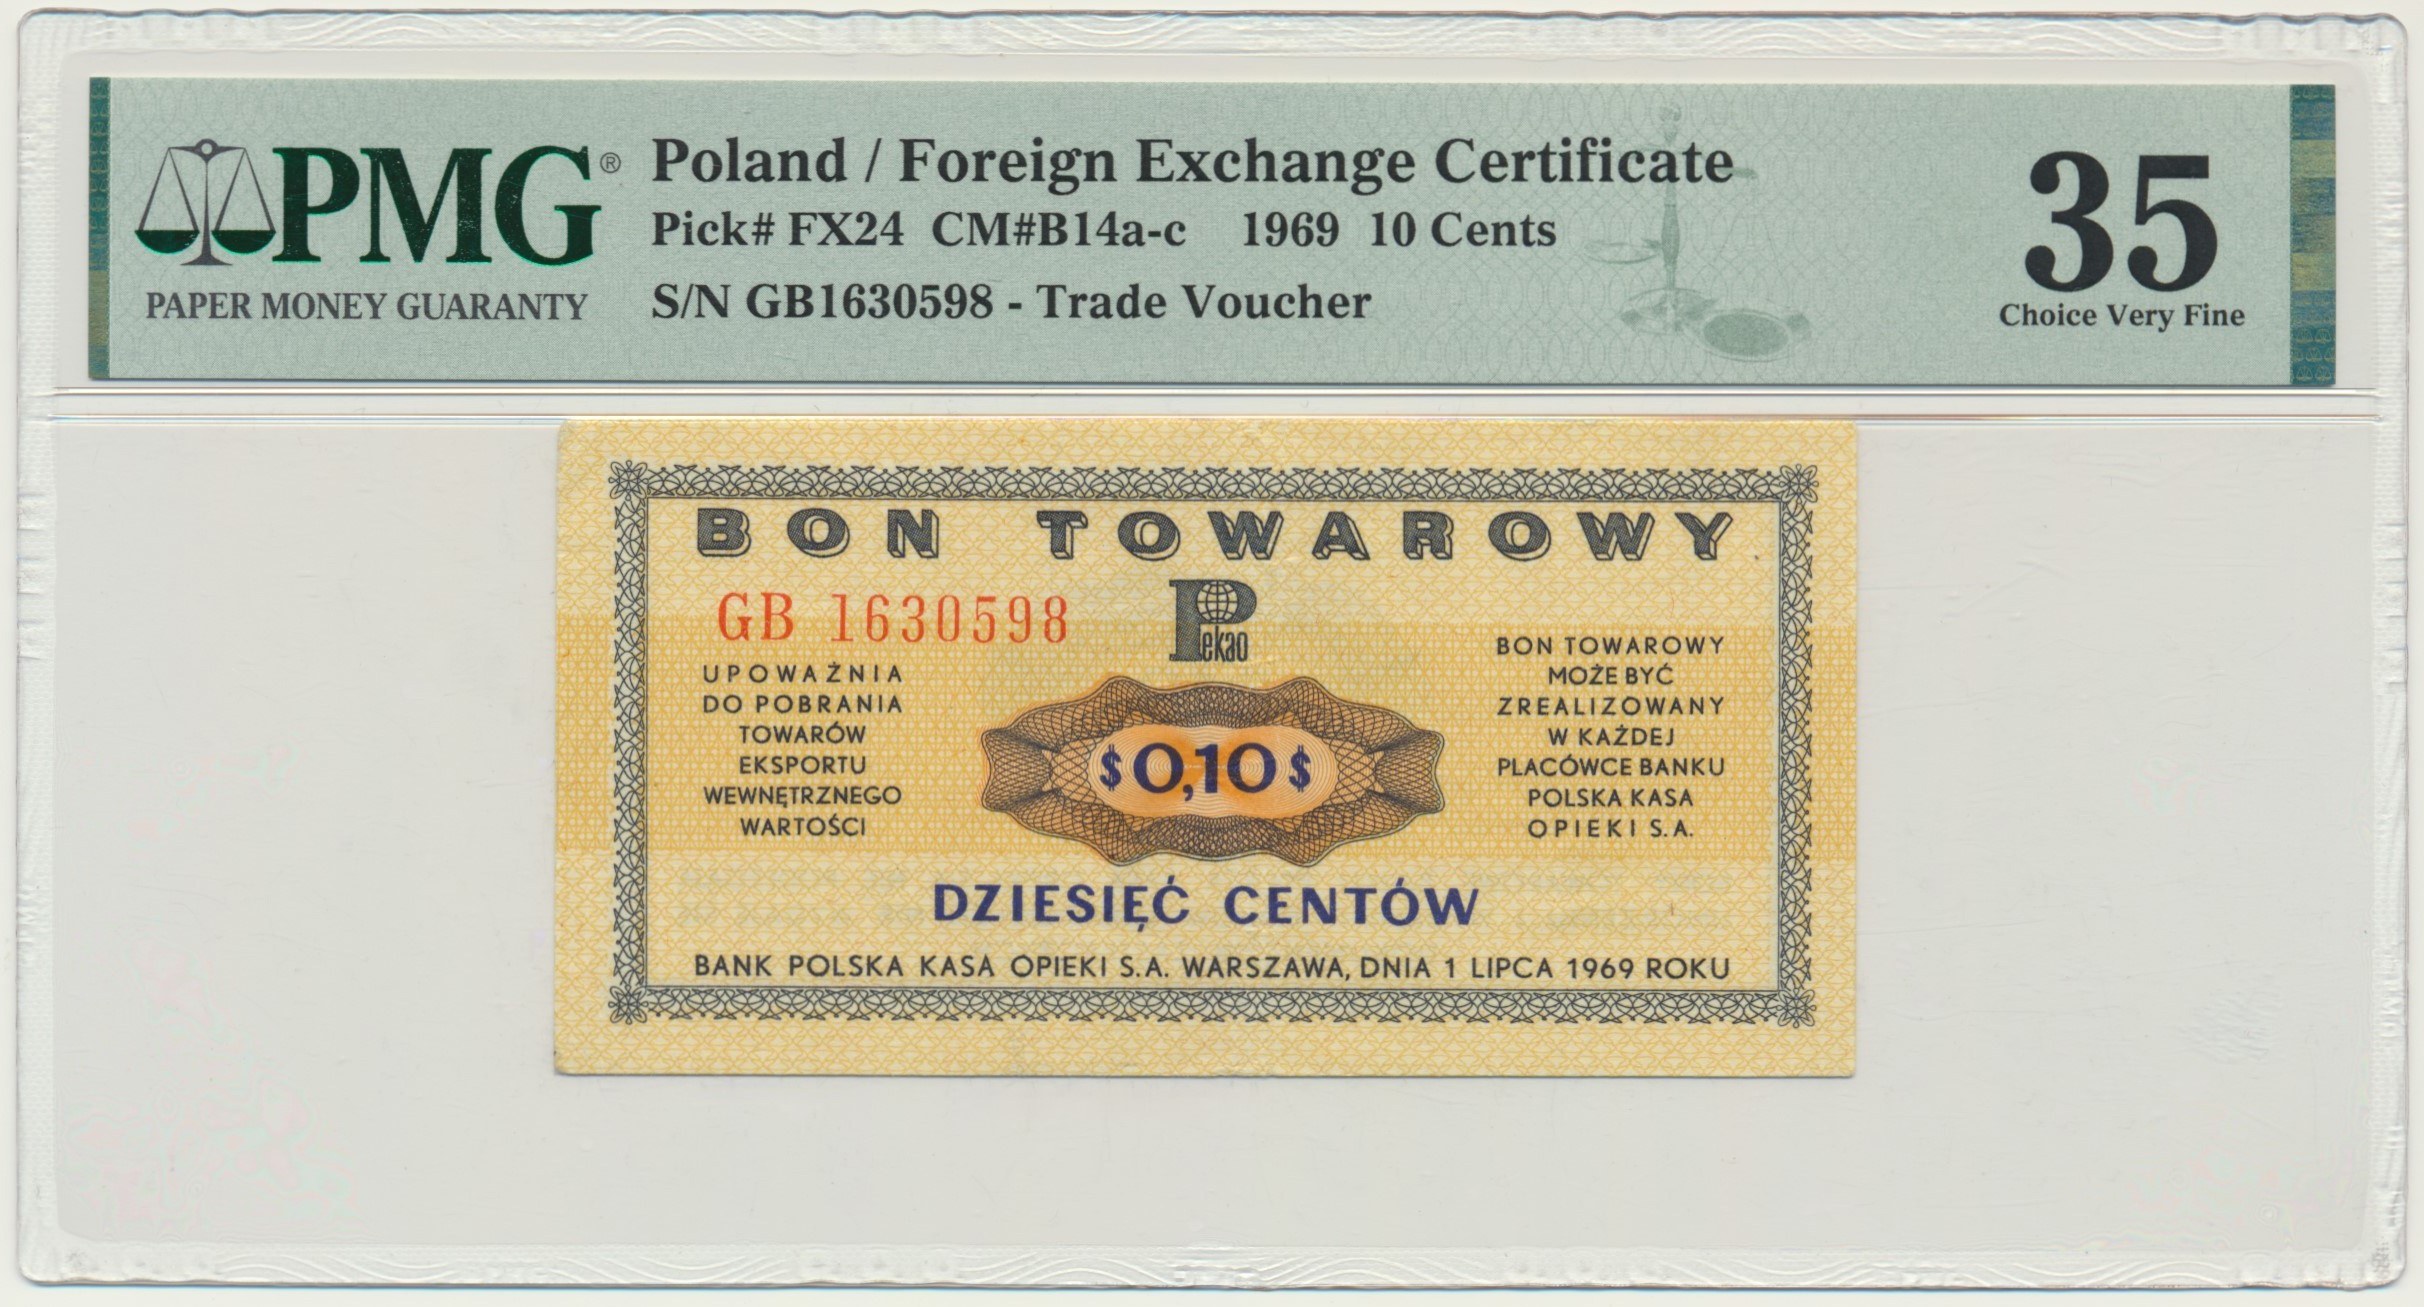 PMG®
PAPER MONEY GUARANTY
Poland / Foreign Exchange Certificate
Pick# FX24 CM#B14a-c 1969 10 Cents
S/N GB1630598 - Trade Voucher
35
Choice Very Fine
BON TOWAROWY
GB 1630598
Pekao
UPOWAŻNIA
DO POBRANIA
TOWARÓW
EKSPORTU
WEWNĘTRZNEGO
WARTOŚCI
$0,10$
BON TOWAROWY
MOŻE BYĆ
ZREALIZOWANY
W KAŻDEJ
PLACÓWCE BANKU
POLSKA KASA
OPIEKI S.A.
DZIESIĘĆ CENTÓW
BANK POLSKA KASA OPIEKI S.A. WARSZAWA, DNIA 1 LIPCA 1969 ROKU